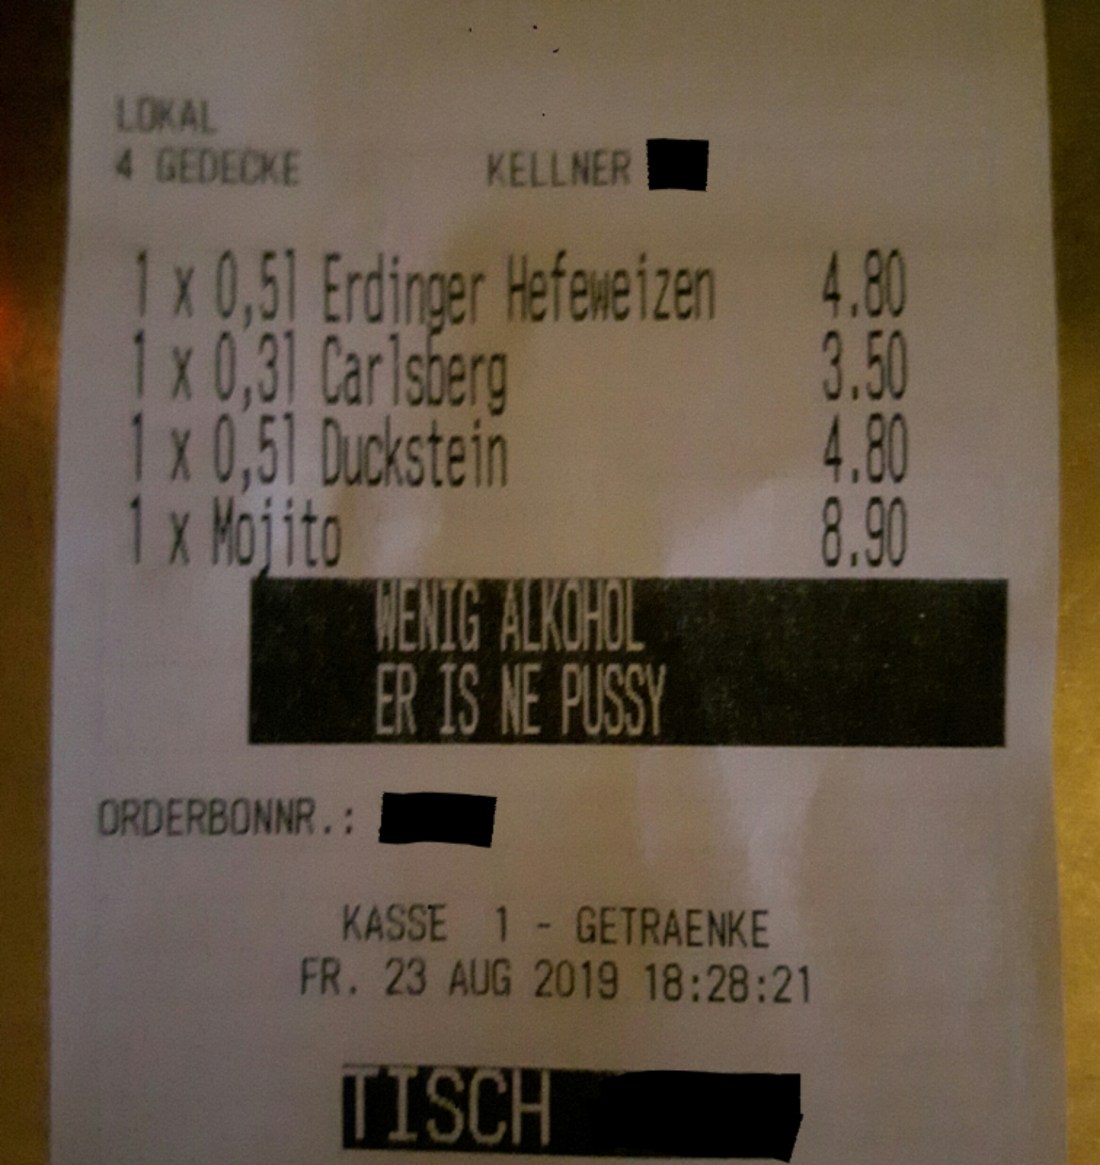 LOKAL
4 GEDECKE KELLNER
1 x 0,5l Erdinger Hefeweizen 4.80
1 x 0,3l Carlsberg 3.50
1 x 0,5l Duckstein 4.80
1 x Mojito 8.90
WENIG ALKOHOL
ER IS NE PUSSY
ORDERBONNR.:
KASSE 1 - GETRAENKE
FR. 23 AUG 2019 18:28:21
TISCH